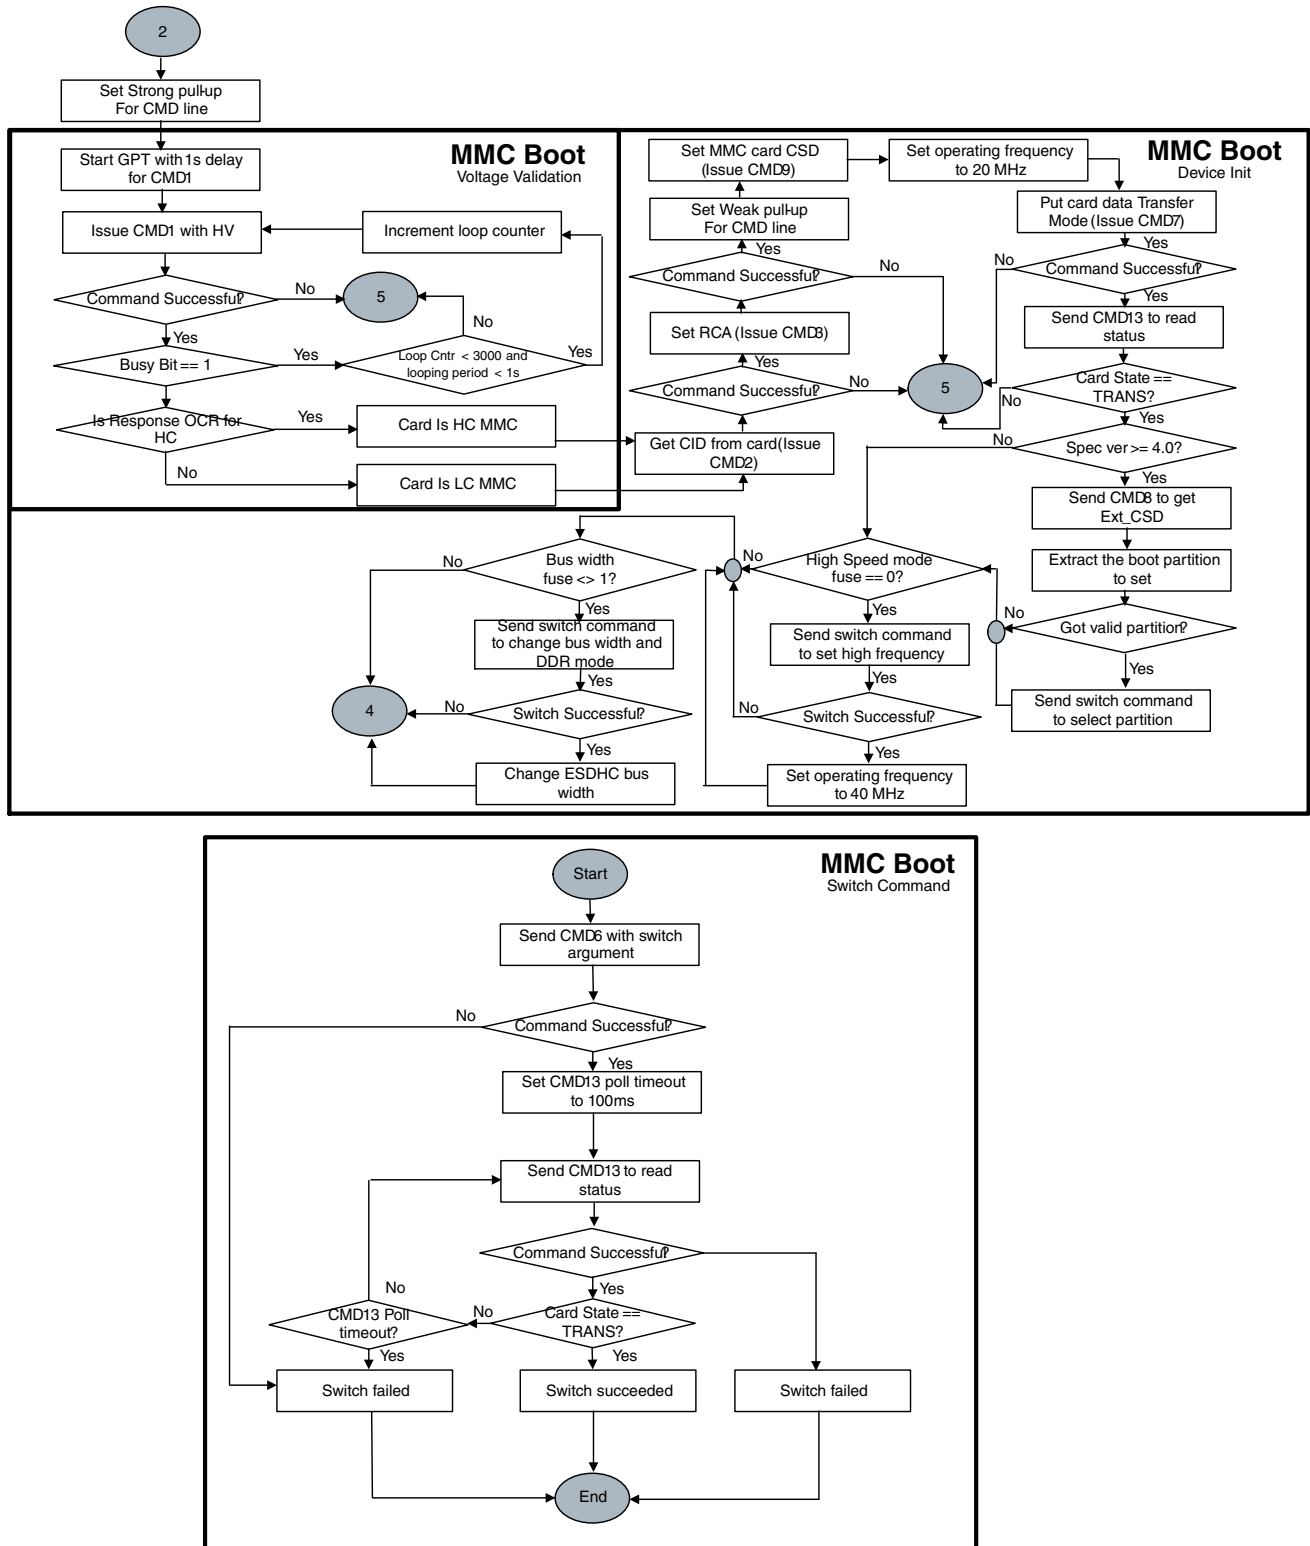 2
Set Strong pull-up
For CMD line
MMC Boot
Voltage Validation
Start GPT with 1s delay
for CMD1
Issue CMD1 with HV
Increment loop counter
Command Successful?
No
5
No
Yes
Busy Bit == 1
Yes
Loop Cntr < 3000 and
looping period < 1s
Yes
Is Response OCR for
HC
Yes
Card Is HC MMC
No
Card Is LC MMC
MMC Boot
Device Init
Set MMC card CSD
(Issue CMD9)
Set operating frequency
to 20 MHz
Set Weak pull-up
For CMD line
Put card data Transfer
Mode (Issue CMD7)
Yes
Yes
Command Successful?
No
No
Command Successful?
Yes
Set RCA (Issue CMD3)
Send CMD13 to read
status
Yes
Command Successful?
No
5
Card State ==
TRANS?
No
Yes
Get CID from card(Issue
CMD2)
No
Spec ver >= 4.0?
Yes
Send CMD8 to get
Ext_CSD
No
Bus width
fuse <> 1?
No
High Speed mode
fuse == 0?
Extract the boot partition
to set
Yes
Yes
No
Got valid partition?
Send switch command
to change bus width and
DDR mode
Send switch command
to set high frequency
Yes
Yes
Yes
Send switch command
to select partition
4
No
Switch Successful?
No
Switch Successful?
Yes
Yes
Change ESDHC bus
width
Set operating frequency
to 40 MHz
MMC Boot
Switch Command
Start
Send CMD6 with switch
argument
No
Command Successful?
Yes
Set CMD13 poll timeout
to 100ms
Send CMD13 to read
status
Command Successful?
No
Yes
CMD13 Poll
timeout?
No
Card State ==
TRANS?
Yes
Yes
Switch failed
Switch succeeded
Switch failed
End